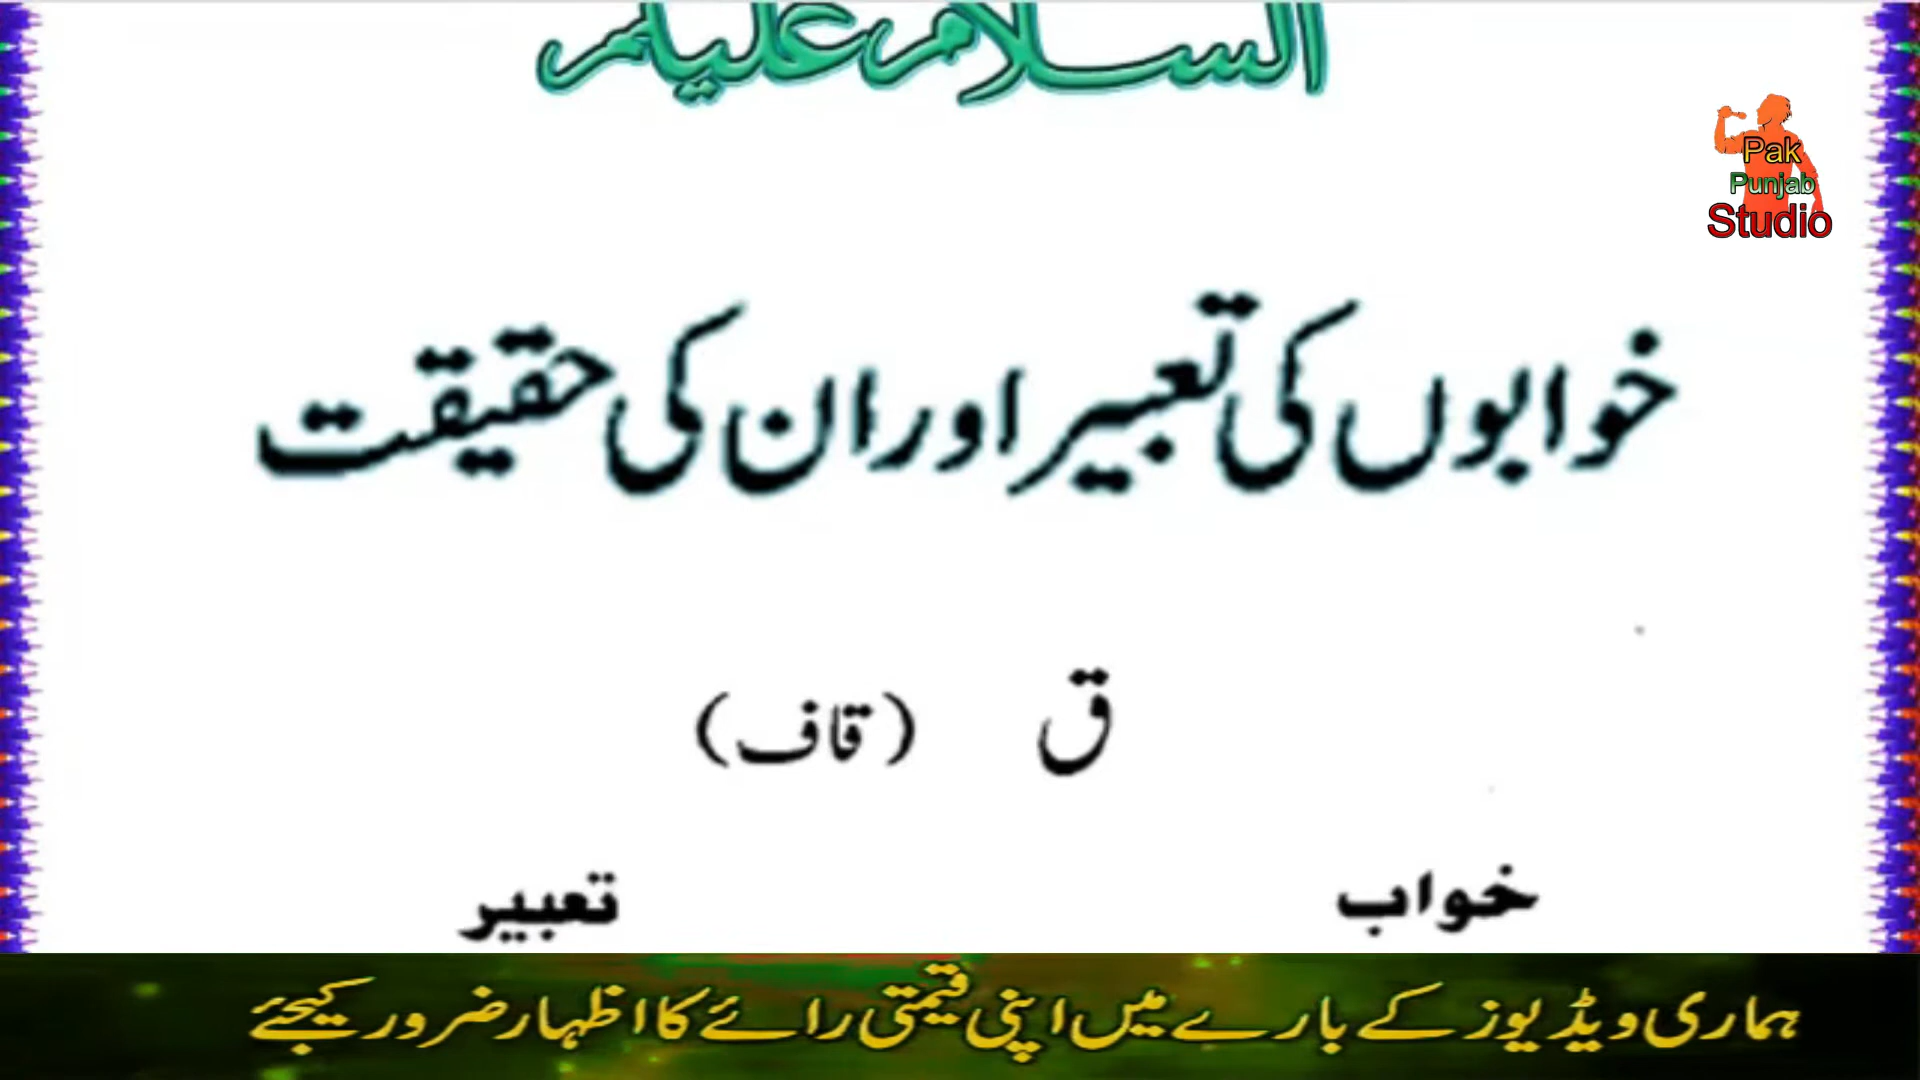 السلام علیکم
Pak
Punjab
Studio
خوابوں کی تعبیر اور ان کی حقیقت
ق (قاف)
خواب تعبیر
ہماری ویڈیوز کے بارے میں اپنی قیمتی رائے کا اظہار ضرور کیجئے